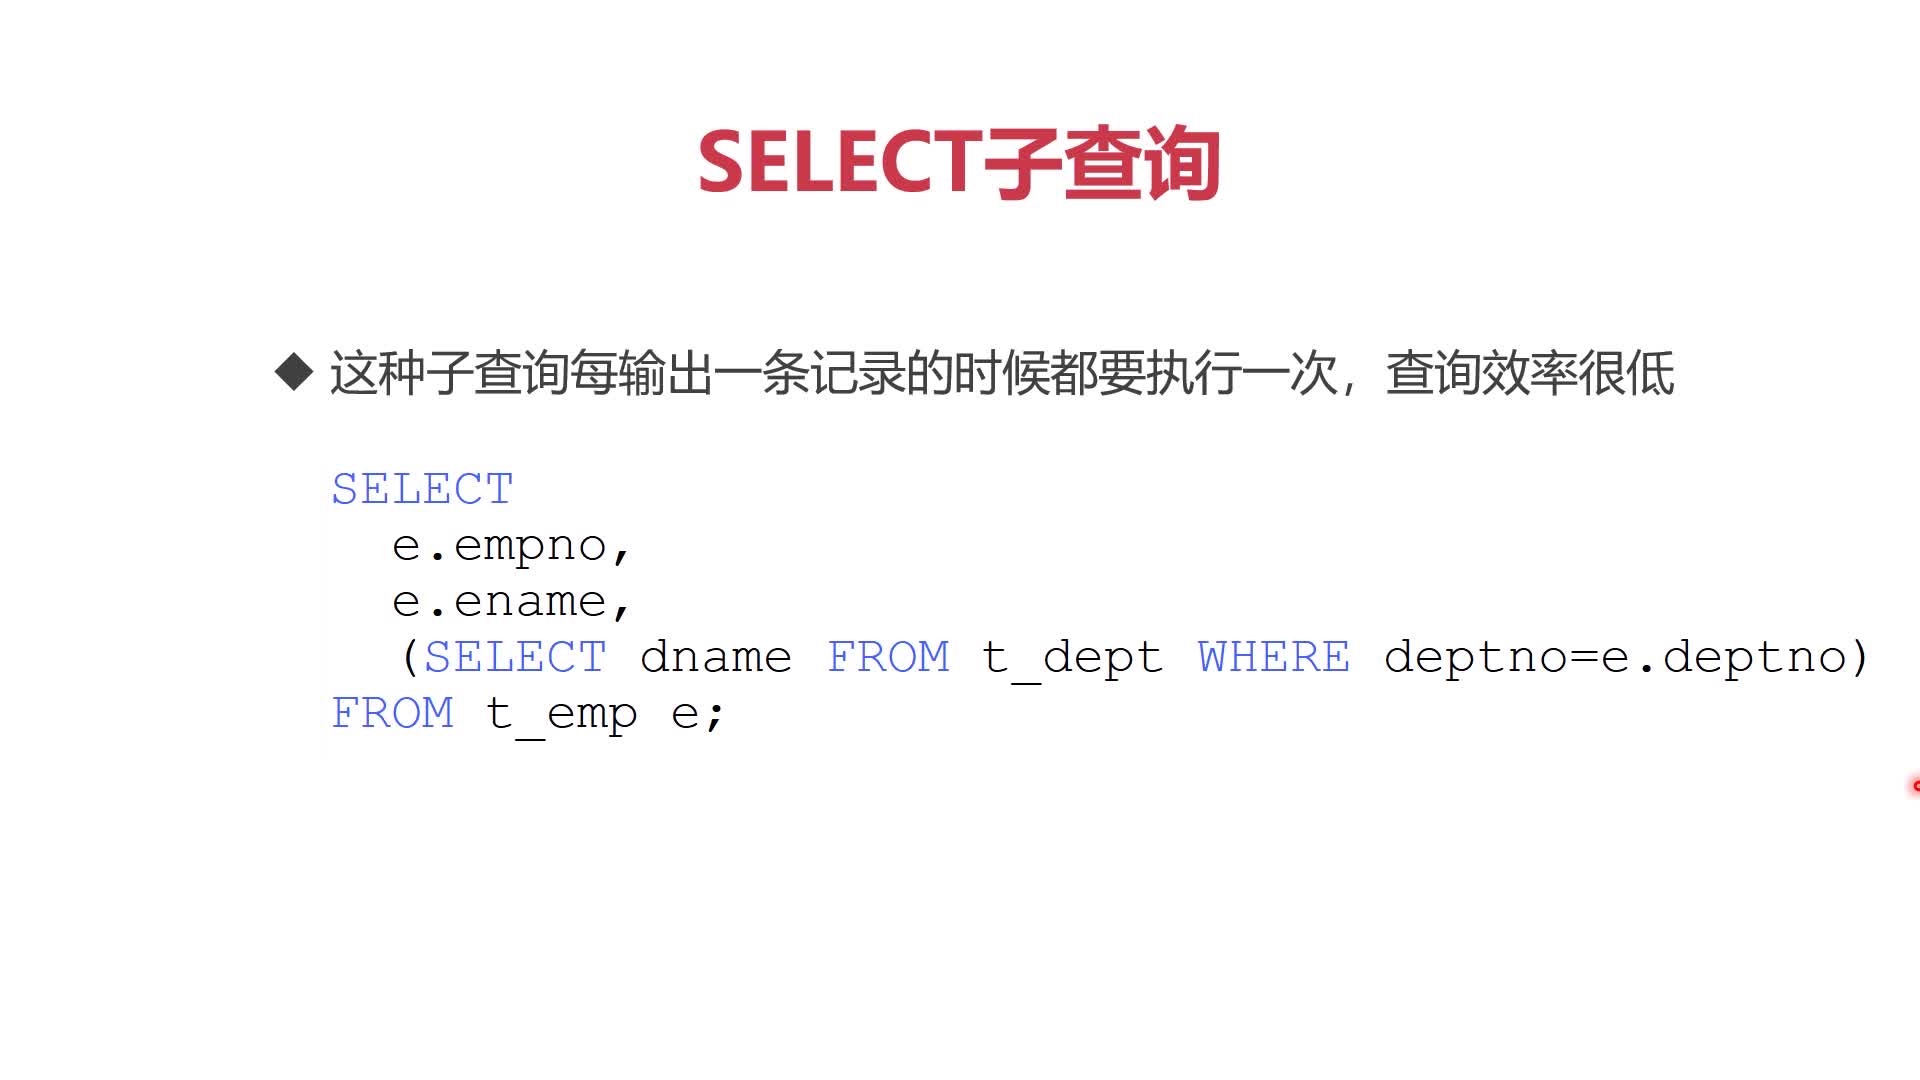 SELECT子查询
◆ 这种子查询每输出一条记录的时候都要执行一次，查询效率很低
SELECT
e.empno,
e.ename,
(SELECT dname FROM t_dept WHERE deptno=e.deptno)
FROM t_emp e;